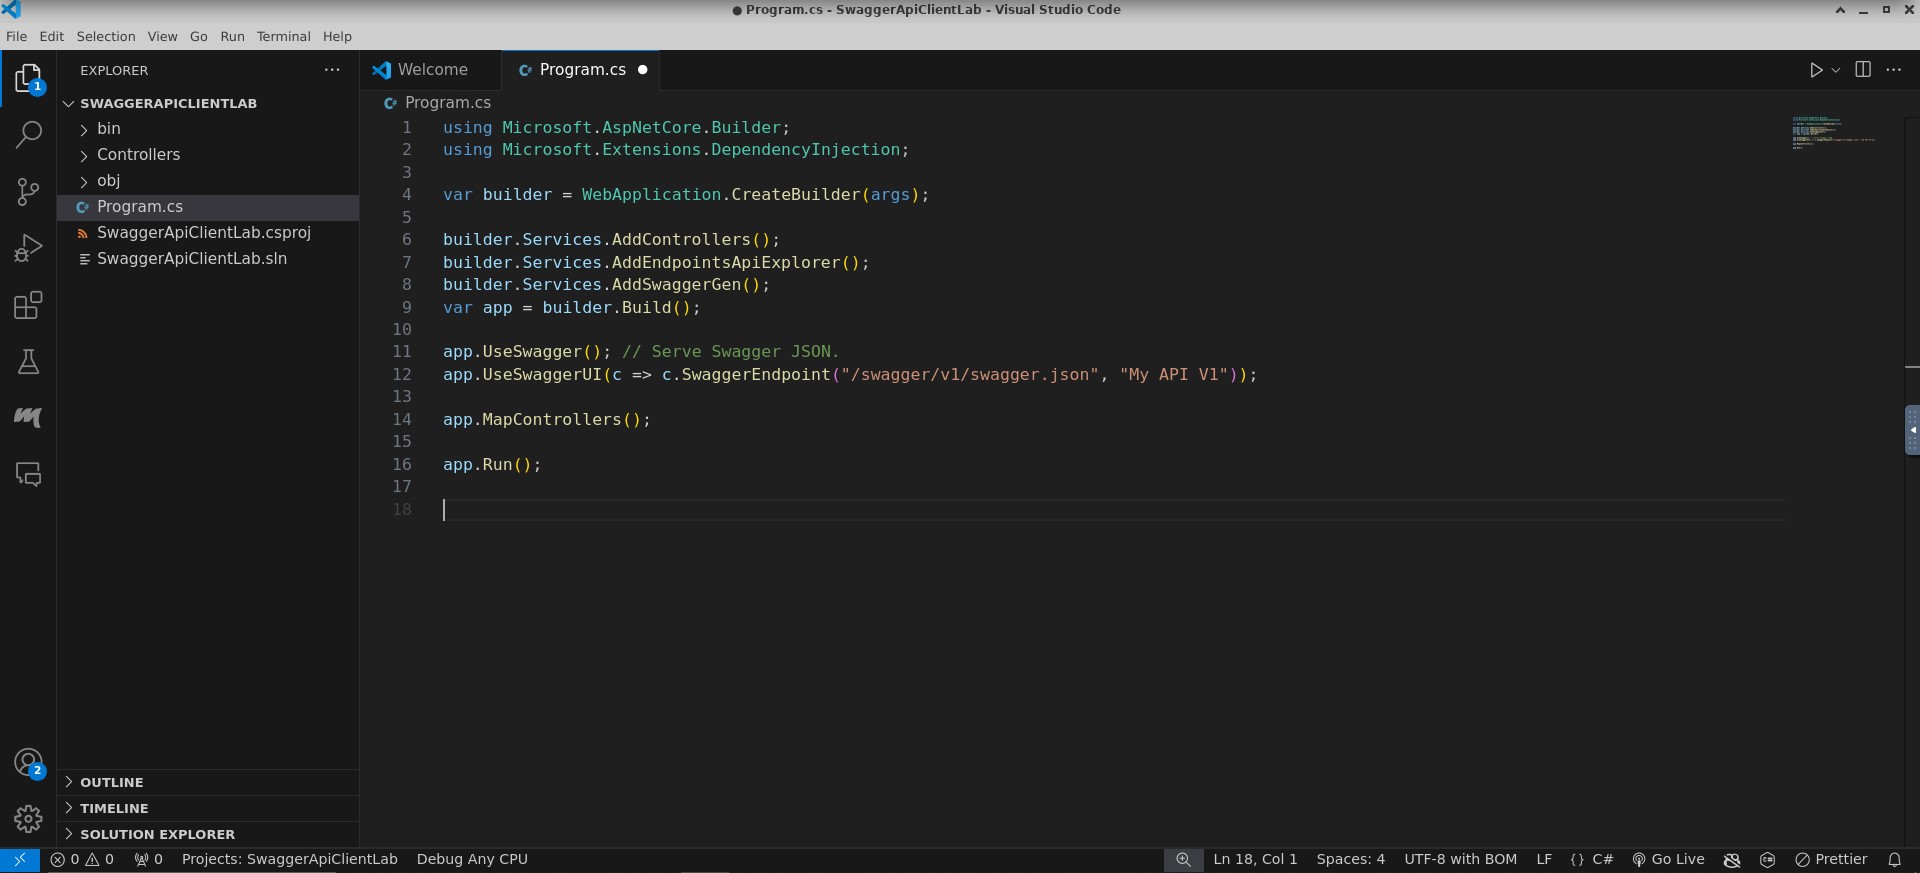 Program.cs - SwaggerApiClientLab - Visual Studio Code
File Edit Selection View Go Run Terminal Help
EXPLORER
Welcome
Program.cs
1
SWAGGERAPICLIENTLAB
bin
Controllers
obj
Program.cs
SwaggerApiClientLab.csproj
SwaggerApiClientLab.sln
Program.cs
1 using Microsoft.AspNetCore.Builder;
2 using Microsoft.Extensions.DependencyInjection;
3
4 var builder = WebApplication.CreateBuilder(args);
5
6 builder.Services.AddControllers();
7 builder.Services.AddEndpointsApiExplorer();
8 builder.Services.AddSwaggerGen();
9 var app = builder.Build();
10
11 app.UseSwagger(); // Serve Swagger JSON.
12 app.UseSwaggerUI(c => c.SwaggerEndpoint("/swagger/v1/swagger.json", "My API V1"));
13
14 app.MapControllers();
15
16 app.Run();
17
18
2
OUTLINE
TIMELINE
SOLUTION EXPLORER
0 0 0 Projects: SwaggerApiClientLab Debug Any CPU Ln 18, Col 1 Spaces: 4 UTF-8 with BOM LF {} C# Go Live Prettier